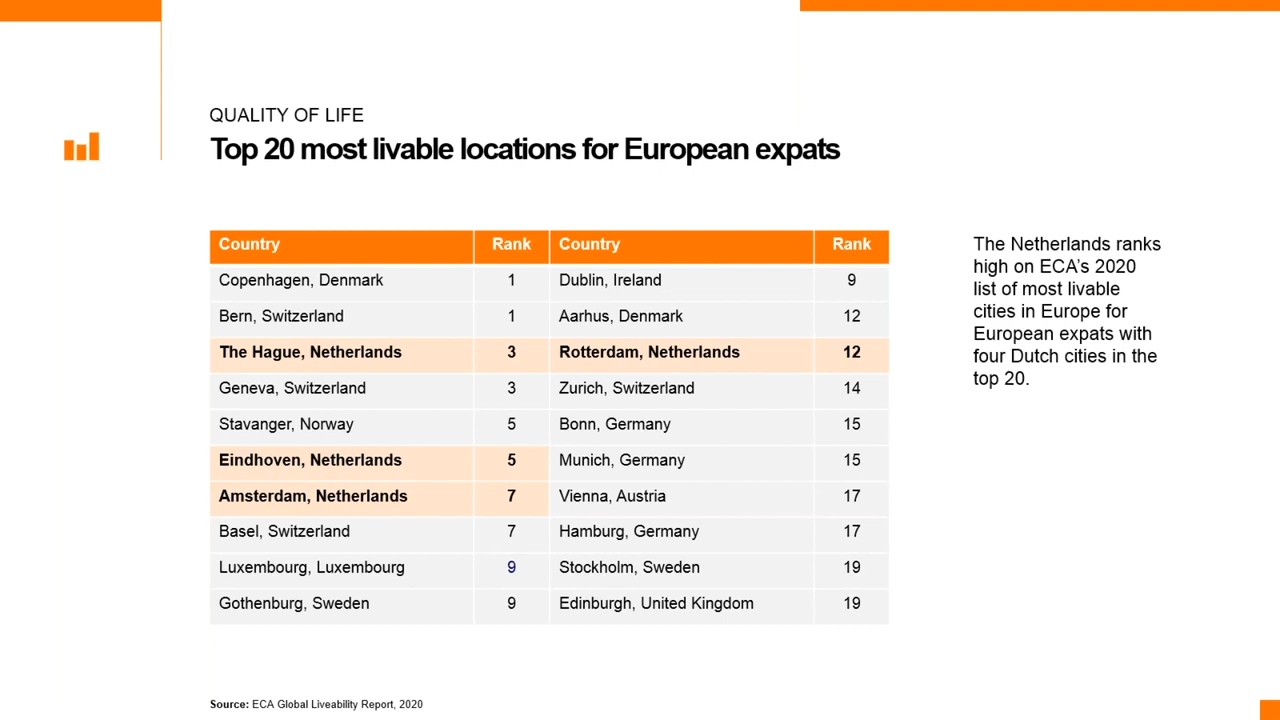 QUALITY OF LIFE
Top 20 most livable locations for European expats
Country Rank Country Rank
Copenhagen, Denmark 1 Dublin, Ireland 9
Bern, Switzerland 1 Aarhus, Denmark 12
The Hague, Netherlands 3 Rotterdam, Netherlands 12
Geneva, Switzerland 3 Zurich, Switzerland 14
Stavanger, Norway 5 Bonn, Germany 15
Eindhoven, Netherlands 5 Munich, Germany 15
Amsterdam, Netherlands 7 Vienna, Austria 17
Basel, Switzerland 7 Hamburg, Germany 17
Luxembourg, Luxembourg 9 Stockholm, Sweden 19
Gothenburg, Sweden 9 Edinburgh, United Kingdom 19
The Netherlands ranks
high on ECA’s 2020
list of most livable
cities in Europe for
European expats with
four Dutch cities in the
top 20.
Source: ECA Global Liveability Report, 2020